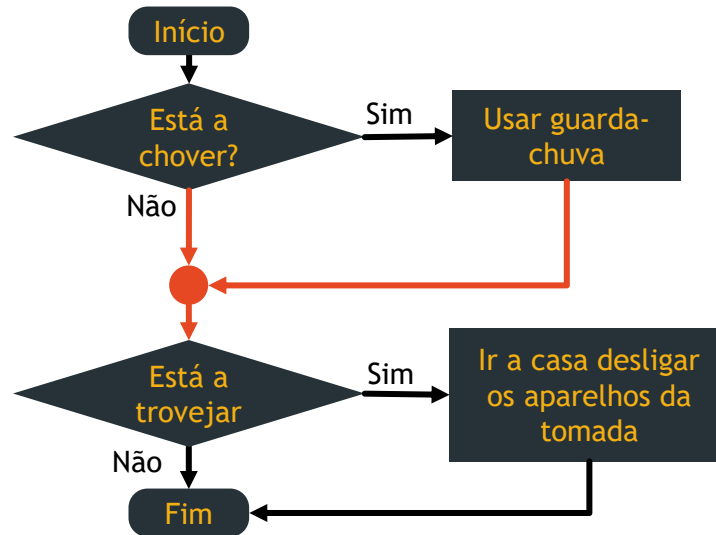 Início
Está a
chover?
Sim
Usar guarda-
chuva
Não
Está a
trovejar
Sim
Ir a casa desligar
os aparelhos da
tomada
Não
Fim